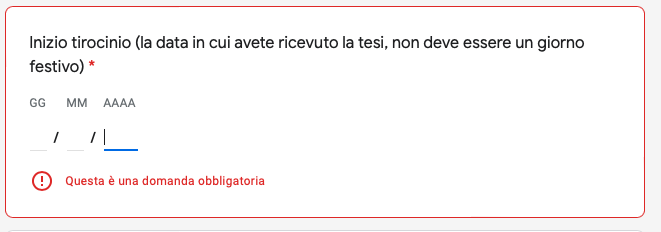 Inizio tirocinio (la data in cui avete ricevuto la tesi, non deve essere un giorno
festivo) *
GG MM AAAA
/ /
Questa è una domanda obbligatoria